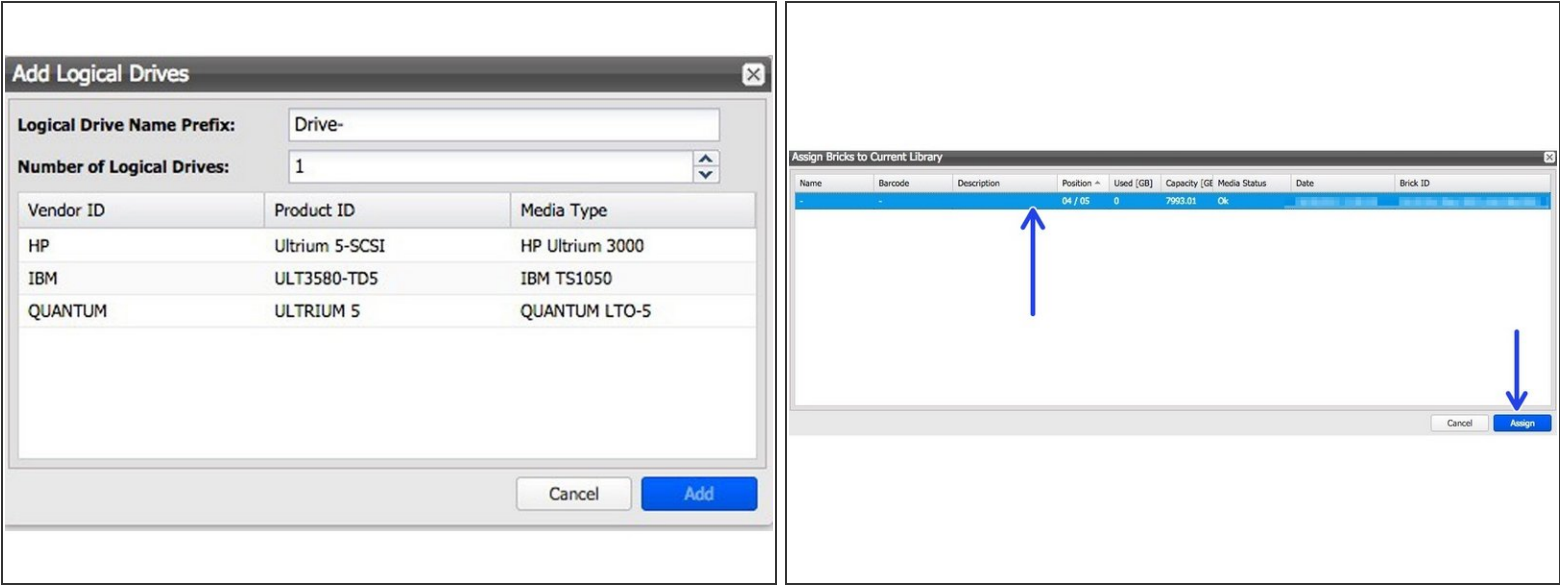 Add Logical Drives
Logical Drive Name Prefix: Drive-
Number of Logical Drives: 1
Vendor ID Product ID Media Type
HP Ultrium 5-SCSI HP Ultrium 3000
IBM ULT3580-TD5 IBM TS1050
QUANTUM ULTRIUM 5 QUANTUM LTO-5
Cancel Add
Assign Bricks to Current Library
Name Barcode Description Position Used [GB] Capacity [GE Media Status Date Brick ID
- - 04 / 05 0 7993.01 Ok
Cancel Assign